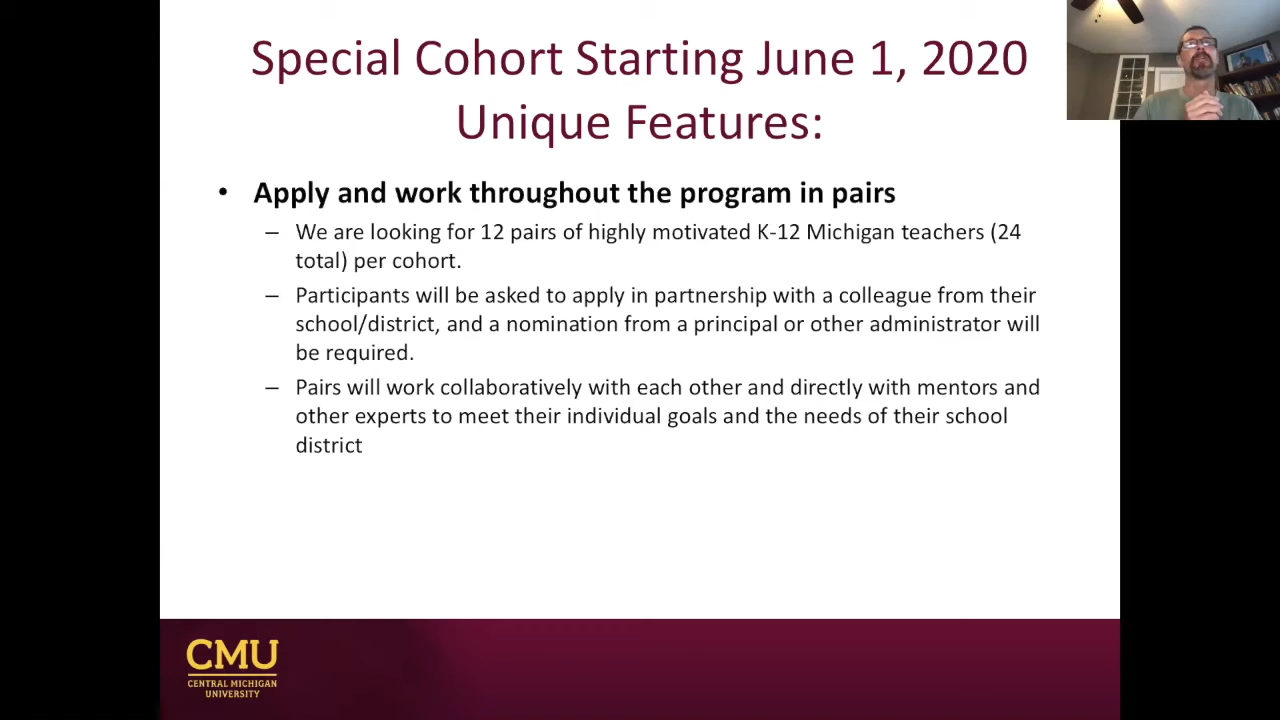 Special Cohort Starting June 1, 2020
Unique Features:
• Apply and work throughout the program in pairs
– We are looking for 12 pairs of highly motivated K-12 Michigan teachers (24
total) per cohort.
– Participants will be asked to apply in partnership with a colleague from their
school/district, and a nomination from a principal or other administrator will
be required.
– Pairs will work collaboratively with each other and directly with mentors and
other experts to meet their individual goals and the needs of their school
district
CMU
CENTRAL MICHIGAN
UNIVERSITY